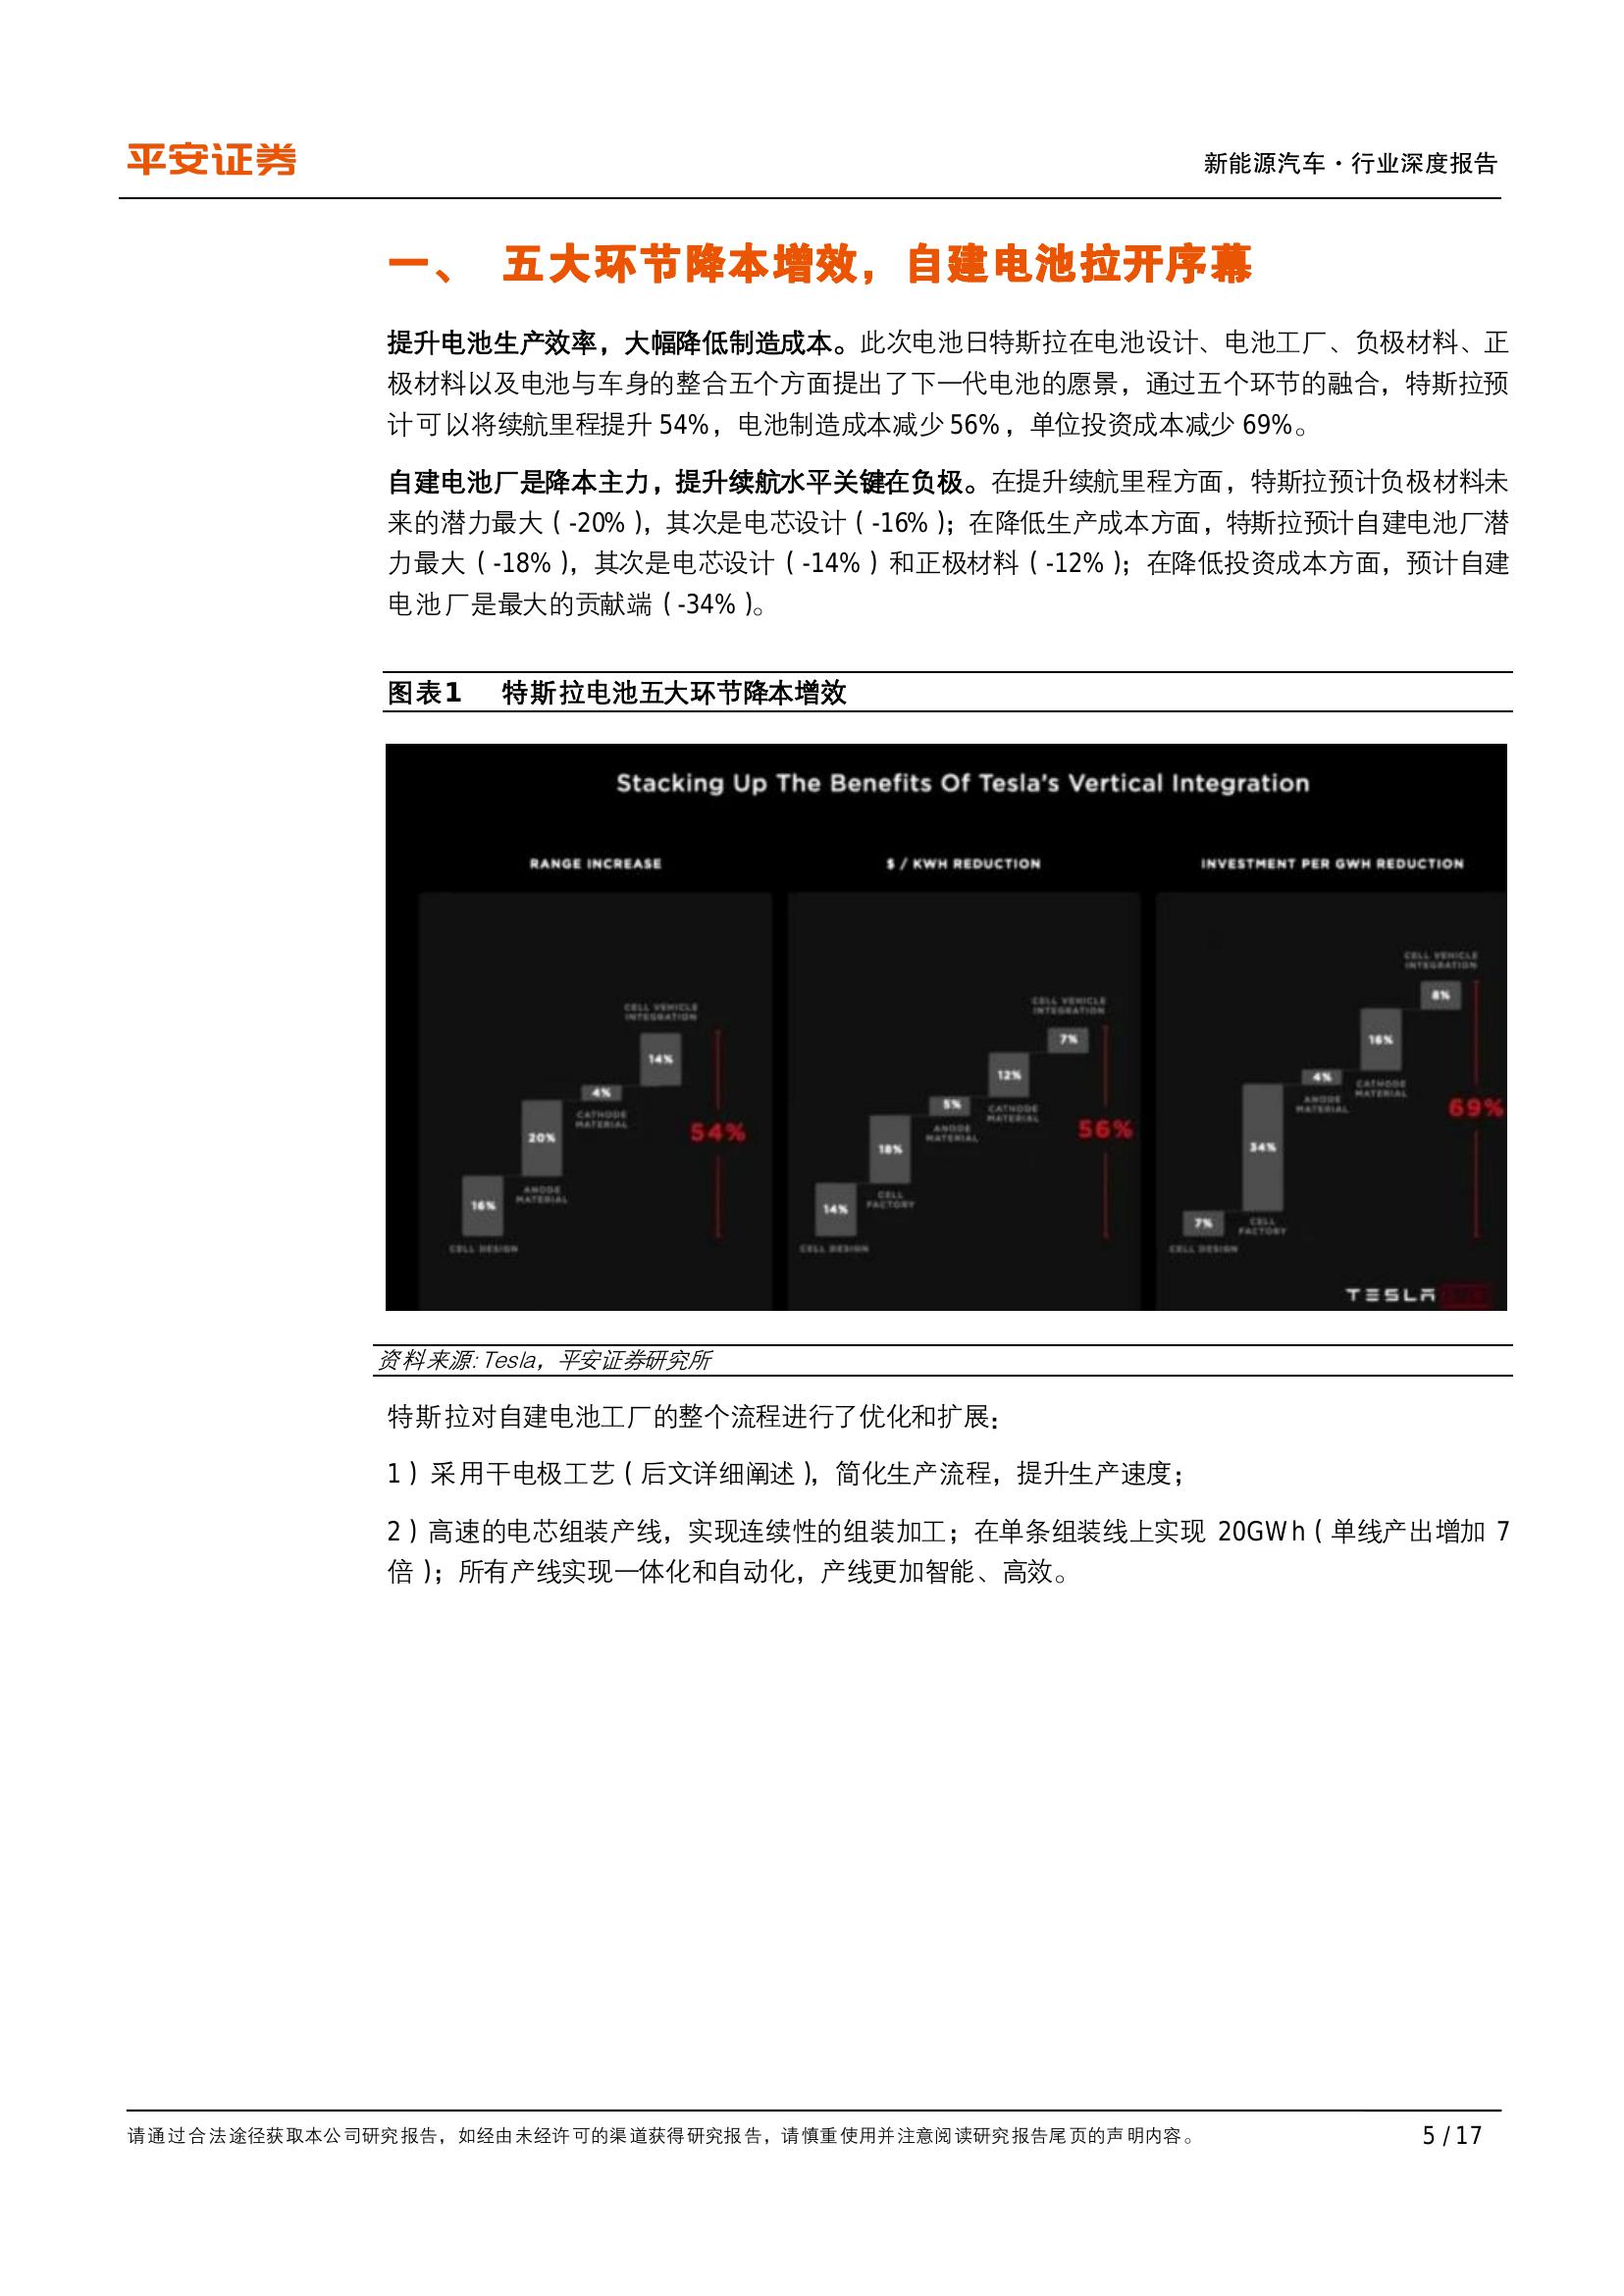 平安证券
新能源汽车·行业深度报告
一、 五大环节降本增效，自建电池拉开序幕
提升电池生产效率，大幅降低制造成本。此次电池日特斯拉在电池设计、电池工厂、负极材料、正
极材料以及电池与车身的整合五个方面提出了下一代电池的愿景，通过五个环节的融合，特斯拉预
计可以将续航里程提升 54%，电池制造成本减少 56%，单位投资成本减少 69%。
自建电池厂是降本主力，提升续航水平关键在负极。在提升续航里程方面，特斯拉预计负极材料未
来的潜力最大（-20%），其次是电芯设计（-16%）；在降低生产成本方面，特斯拉预计自建电池厂潜
力最大（-18%），其次是电芯设计（-14%）和正极材料（-12%）；在降低投资成本方面，预计自建
电池厂是最大的贡献端（-34%）。
图表1 特斯拉电池五大环节降本增效
Stacking Up The Benefits Of Tesla's Vertical Integration
RANGE INCREASE
CELL VEHICLE
INTEGRATION
14%
4%
CATHODE
MATERIAL
20%
54%
ANODE
MATERIAL
16%
CELL DESIGN
$ / KWH REDUCTION
CELL VEHICLE
INTEGRATION
7%
12%
5%
CATHODE
MATERIAL
ANODE
MATERIAL
56%
18%
CELL
FACTORY
14%
CELL DESIGN
INVESTMENT PER GWH REDUCTION
CELL VEHICLE
INTEGRATION
8%
16%
4%
CATHODE
MATERIAL
ANODE
MATERIAL
69%
34%
7%
CELL
FACTORY
CELL DESIGN
TESLA
资料来源:Tesla，平安证券研究所
特斯拉对自建电池工厂的整个流程进行了优化和扩展：
1）采用干电极工艺（后文详细阐述），简化生产流程，提升生产速度；
2）高速的电芯组装产线，实现连续性的组装加工；在单条组装线上实现 20GWh（单线产出增加 7
倍）；所有产线实现一体化和自动化，产线更加智能、高效。
请通过合法途径获取本公司研究报告，如经由未经许可的渠道获得研究报告，请慎重使用并注意阅读研究报告尾页的声明内容。
5 / 17